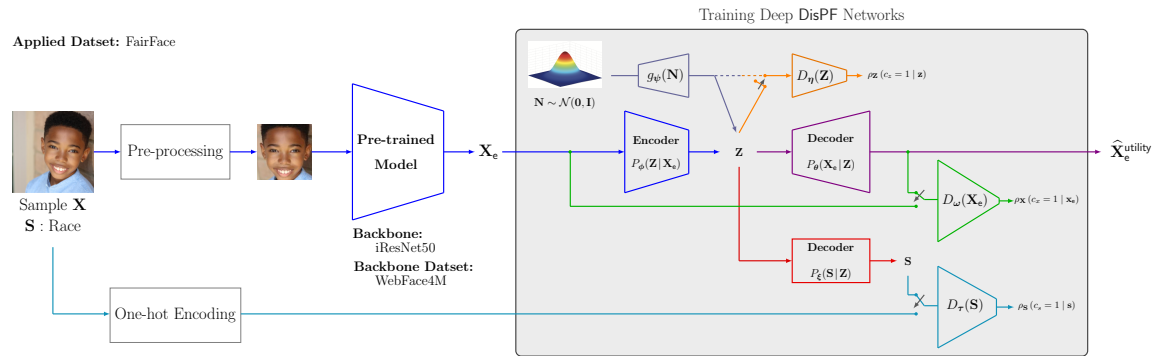 Training Deep DisPF Networks
Applied Datset: FairFace
N ∼ 𝒩(0, I)
g_ψ(N)
D_η(Z)
ρ_Z (c_z = 1 | z)
Sample X
S : Race
Pre-processing
Pre-trained
Model
X_e
Encoder
P_ϕ(Z | X_e)
Z
Decoder
P_θ(X_e | Z)
X̂_e^utility
D_ω(X_e)
ρ_X (c_x = 1 | x_e)
Backbone:
iResNet50
Backbone Datset:
WebFace4M
Decoder
P_ξ(S | Z)
S
One-hot Encoding
D_τ(S)
ρ_S (c_s = 1 | s)